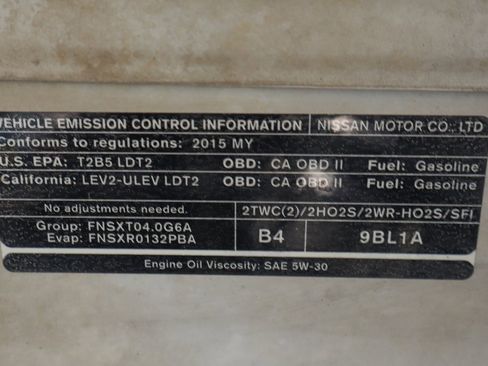 VEHICLE EMISSION CONTROL INFORMATION NISSAN MOTOR CO., LTD
Conforms to regulations: 2015 MY
U.S. EPA: T2B5 LDT2 OBD: CA OBD II Fuel: Gasoline
California: LEV2-ULEV LDT2 OBD: CA OBD II Fuel: Gasoline
No adjustments needed. 2TWC(2)/2HO2S/2WR-HO2S/SFI
Group: FNSXT04.0G6A
Evap: FNSXR0132PBA B4 9BL1A
Engine Oil Viscosity: SAE 5W-30